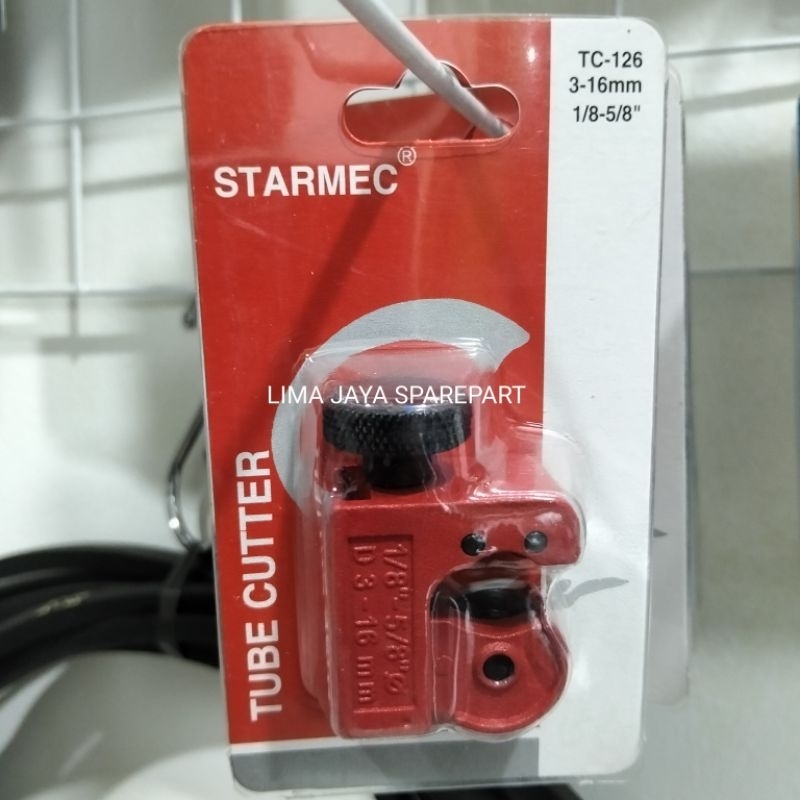 TC-126
3-16mm
1/8-5/8"
STARMEC®
LIMA JAYA SPAREPART
TUBE CUTTER
1/8"-5/8"Ø
D 3-16 mm